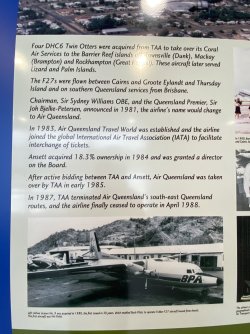 Four DHC6 Twin Otters were acquired from TAA to take over its Coral
Air Services to the Barrier Reef islands of Townsville (Dunk), Mackay
(Brampton) and Rockhampton (Great These aircraft later served
Lizard and Palm Islands.
The F27s were flown between Cairns and Groote Eylandt and Thursday
Island and on southern Queensland services from Brisbane.
Chairman, Sir Sydney Williams OBE, and the Queensland Premier, Sir
Joh Bjelke-Petersen, announced in 1981, the airline's name would change
to Air Queensland.
In 1983, Air Queensland Travel World was established and the airline
joined the global International Air Transport Association (IATA) to facilitate
interchange of tickets.
Ansett acquired 18.3% ownership in 1984 and was granted a director
on the Board.
After active bidding between TAA and Ansett, Air Queensland was taken
over by TAA in early 1985.
In 1987, TAA terminated Air Queensland's south-east Queensland
routes, and the airline finally ceased to operate in April 1988.
BPA